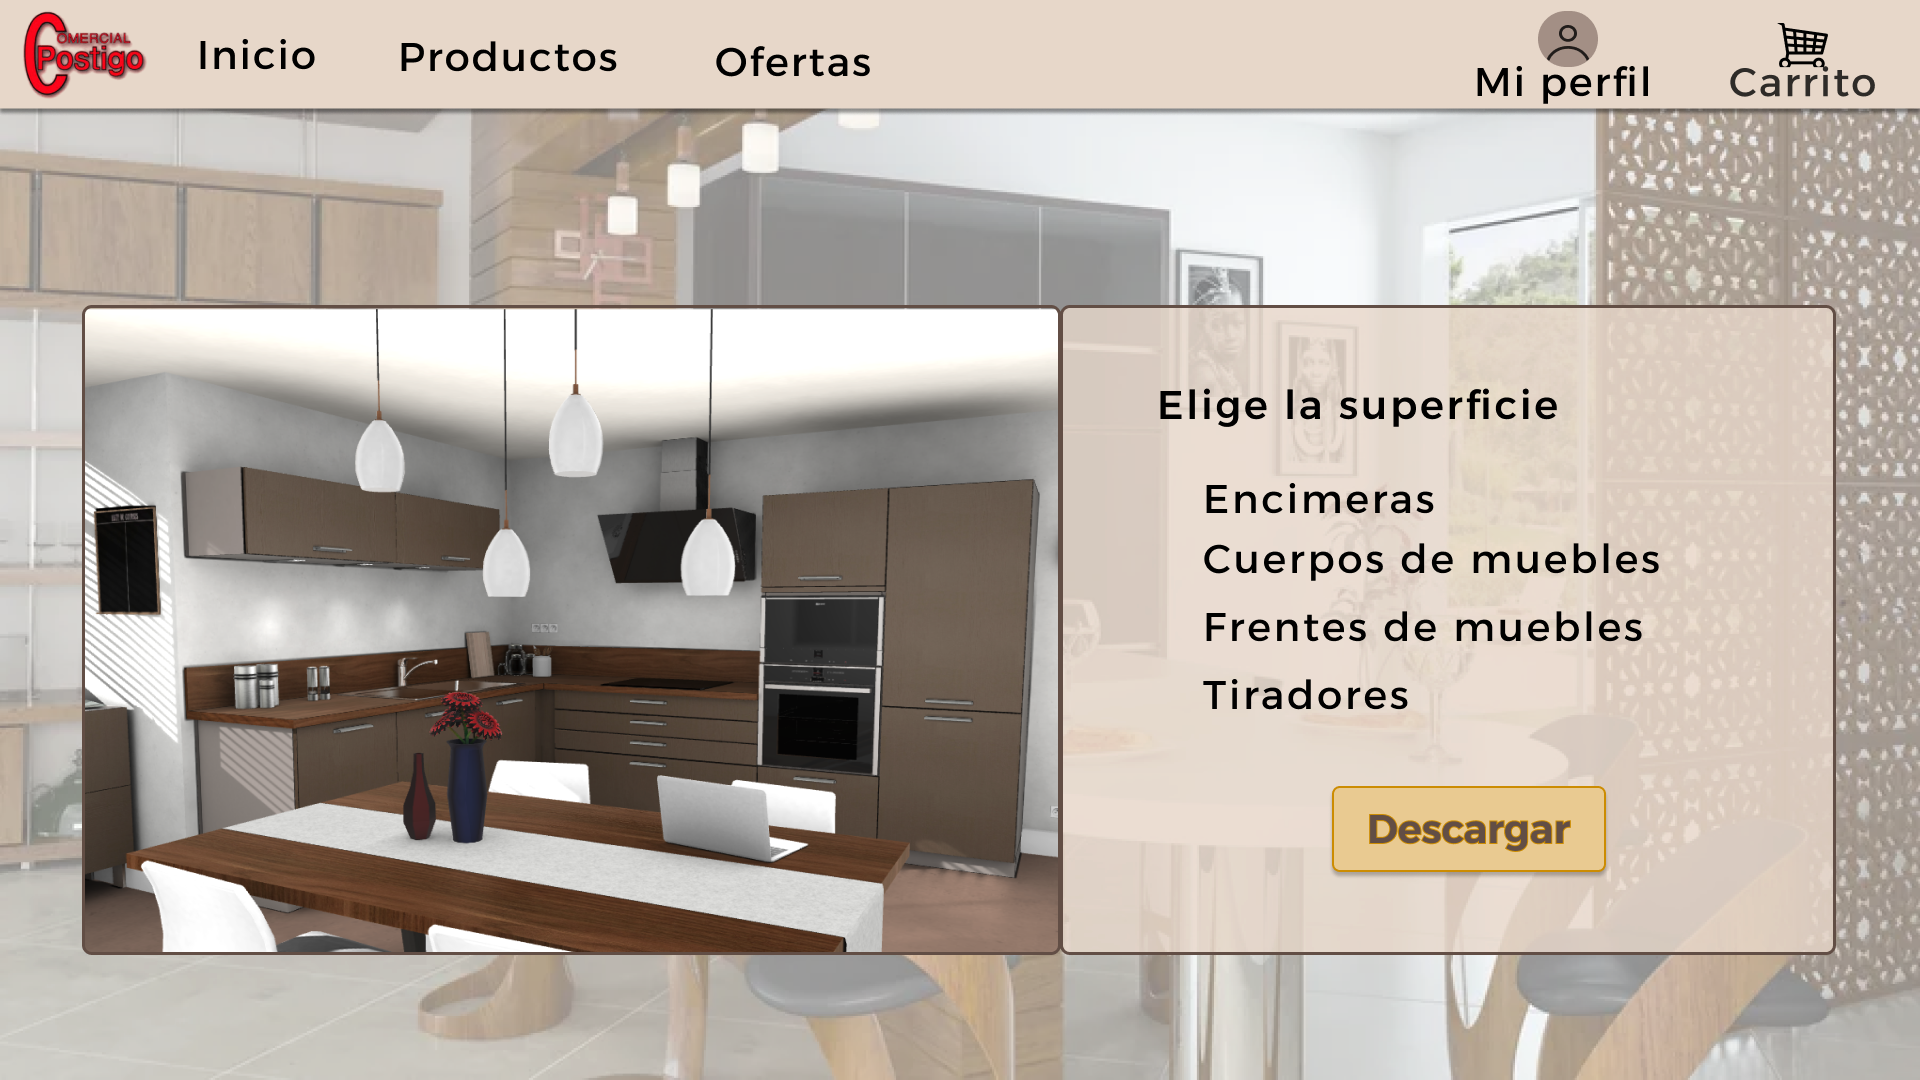 COMERCIAL
Postigo
Inicio
Productos
Ofertas
Mi perfil
Carrito
Elige la superficie
Encimeras
Cuerpos de muebles
Frentes de muebles
Tiradores
Descargar